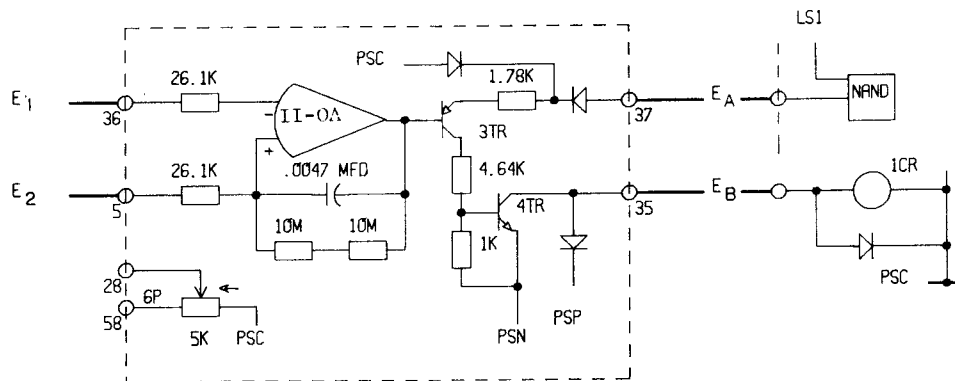 LS1
PSC
1.78K
26.1K
E1
36
- II-OA
3TR
37
EA
NAND
+
.0047 MFD
4.64K
26.1K
E2
5
4TR
35
EB
1CR
10M 10M
1K
28
6P
58
5K
PSC
PSN
PSP
PSC